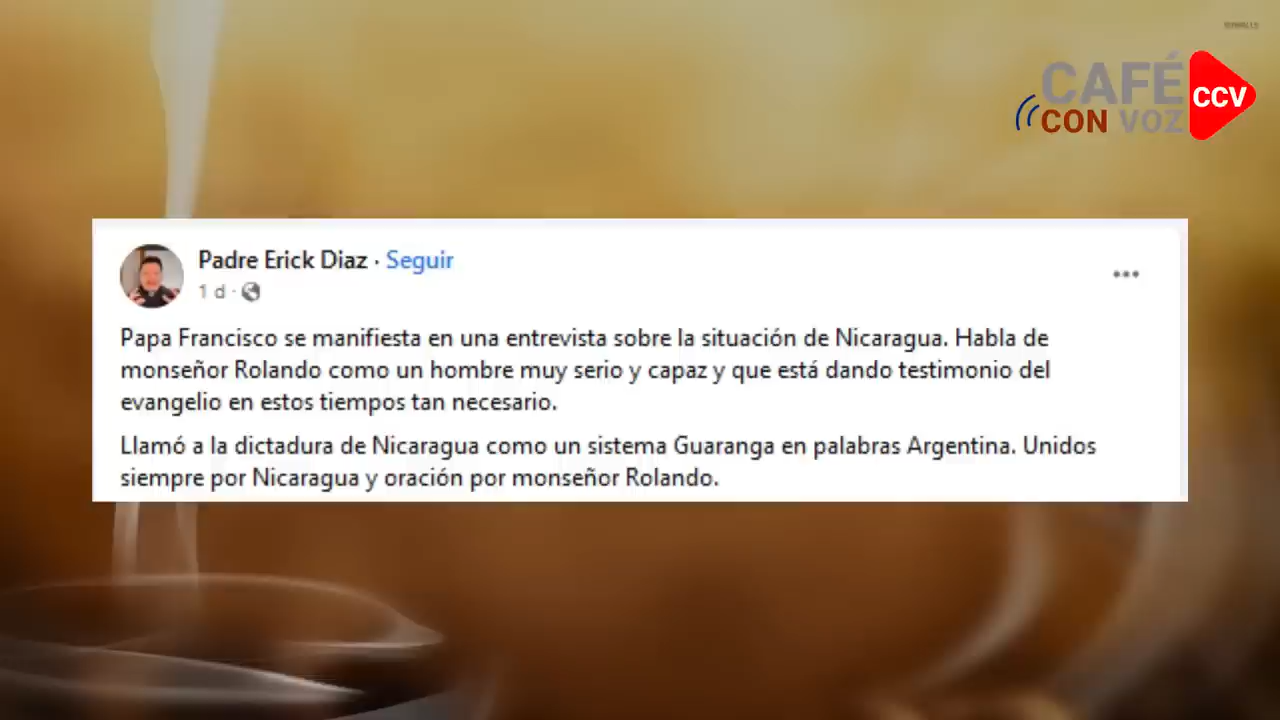 CAFÉ
CON VOZ
CCV
Padre Erick Diaz · Seguir
1 d ·
Papa Francisco se manifiesta en una entrevista sobre la situación de Nicaragua. Habla de
monseñor Rolando como un hombre muy serio y capaz y que está dando testimonio del
evangelio en estos tiempos tan necesario.
Llamó a la dictadura de Nicaragua como un sistema Guaranga en palabras Argentina. Unidos
siempre por Nicaragua y oración por monseñor Rolando.